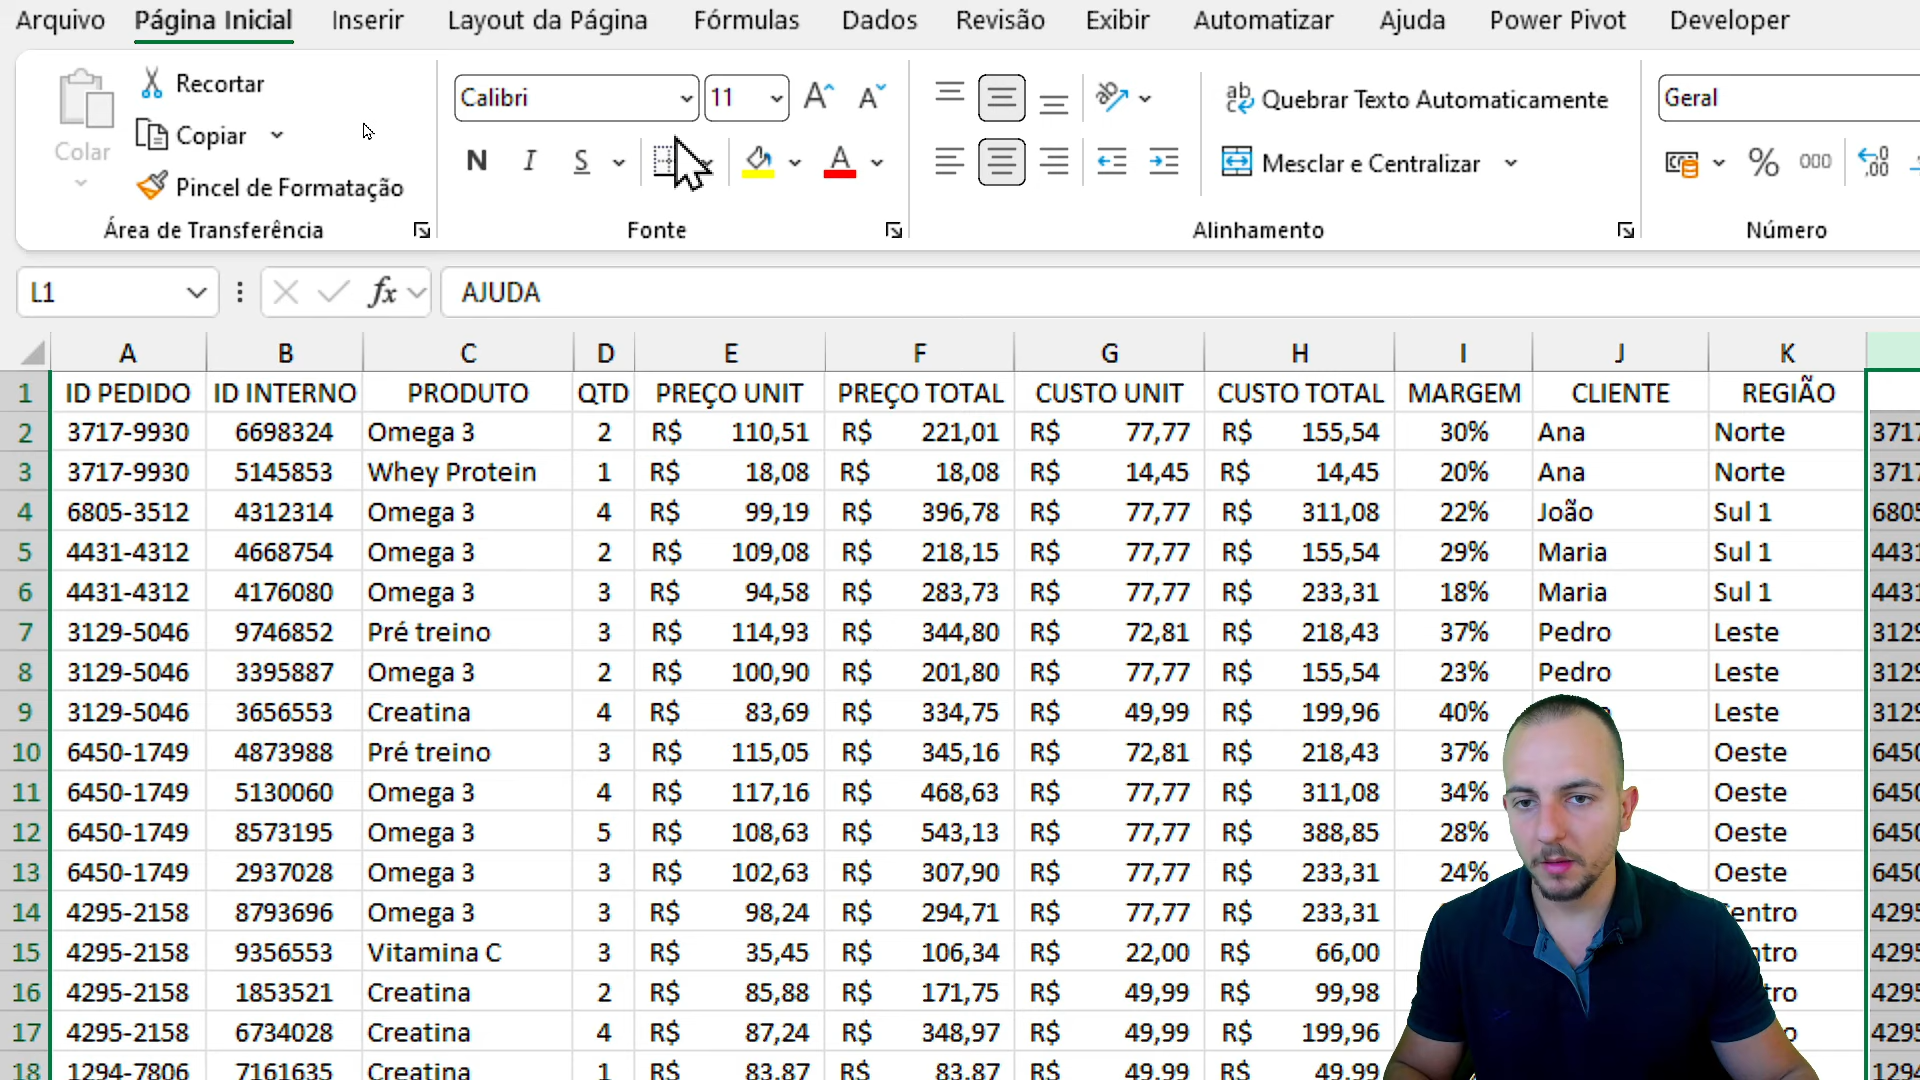 Arquivo Página Inicial Inserir Layout da Página Fórmulas Dados Revisão Exibir Automatizar Ajuda Power Pivot Developer
Colar
Recortar
Copiar
Pincel de Formatação
Área de Transferência
Calibri 11
N I S
Fonte
Quebrar Texto Automaticamente
Mesclar e Centralizar
Alinhamento
Geral
% 000
Número
L1 fx AJUDA
A B C D E F G H I J K
1 ID PEDIDO ID INTERNO PRODUTO QTD PREÇO UNIT PREÇO TOTAL CUSTO UNIT CUSTO TOTAL MARGEM CLIENTE REGIÃO
2 3717-9930 6698324 Omega 3 2 R$ 110,51 R$ 221,01 R$ 77,77 R$ 155,54 30% Ana Norte 3717
3 3717-9930 5145853 Whey Protein 1 R$ 18,08 R$ 18,08 R$ 14,45 R$ 14,45 20% Ana Norte 3717
4 6805-3512 4312314 Omega 3 4 R$ 99,19 R$ 396,78 R$ 77,77 R$ 311,08 22% João Sul 1 6805
5 4431-4312 4668754 Omega 3 2 R$ 109,08 R$ 218,15 R$ 77,77 R$ 155,54 29% Maria Sul 1 4431
6 4431-4312 4176080 Omega 3 3 R$ 94,58 R$ 283,73 R$ 77,77 R$ 233,31 18% Maria Sul 1 4431
7 3129-5046 9746852 Pré treino 3 R$ 114,93 R$ 344,80 R$ 72,81 R$ 218,43 37% Pedro Leste 3129
8 3129-5046 3395887 Omega 3 2 R$ 100,90 R$ 201,80 R$ 77,77 R$ 155,54 23% Pedro Leste 3129
9 3129-5046 3656553 Creatina 4 R$ 83,69 R$ 334,75 R$ 49,99 R$ 199,96 40% Leste 3129
10 6450-1749 4873988 Pré treino 3 R$ 115,05 R$ 345,16 R$ 72,81 R$ 218,43 37% Oeste 6450
11 6450-1749 5130060 Omega 3 4 R$ 117,16 R$ 468,63 R$ 77,77 R$ 311,08 34% Oeste 6450
12 6450-1749 8573195 Omega 3 5 R$ 108,63 R$ 543,13 R$ 77,77 R$ 388,85 28% Oeste 6450
13 6450-1749 2937028 Omega 3 3 R$ 102,63 R$ 307,90 R$ 77,77 R$ 233,31 24% Oeste 6450
14 4295-2158 8793696 Omega 3 3 R$ 98,24 R$ 294,71 R$ 77,77 R$ 233,31 entro 4295
15 4295-2158 9356553 Vitamina C 3 R$ 35,45 R$ 106,34 R$ 22,00 R$ 66,00 ntro 4295
16 4295-2158 1853521 Creatina 2 R$ 85,88 R$ 171,75 R$ 49,99 R$ 99,98 tro 4295
17 4295-2158 6734028 Creatina 4 R$ 87,24 R$ 348,97 R$ 49,99 R$ 199,96 o 4295
18 1294-7806 7161635 Creatina 1 R$ 83,87 R$ 83,87 R$ 49,99 R$ 49,99 1294